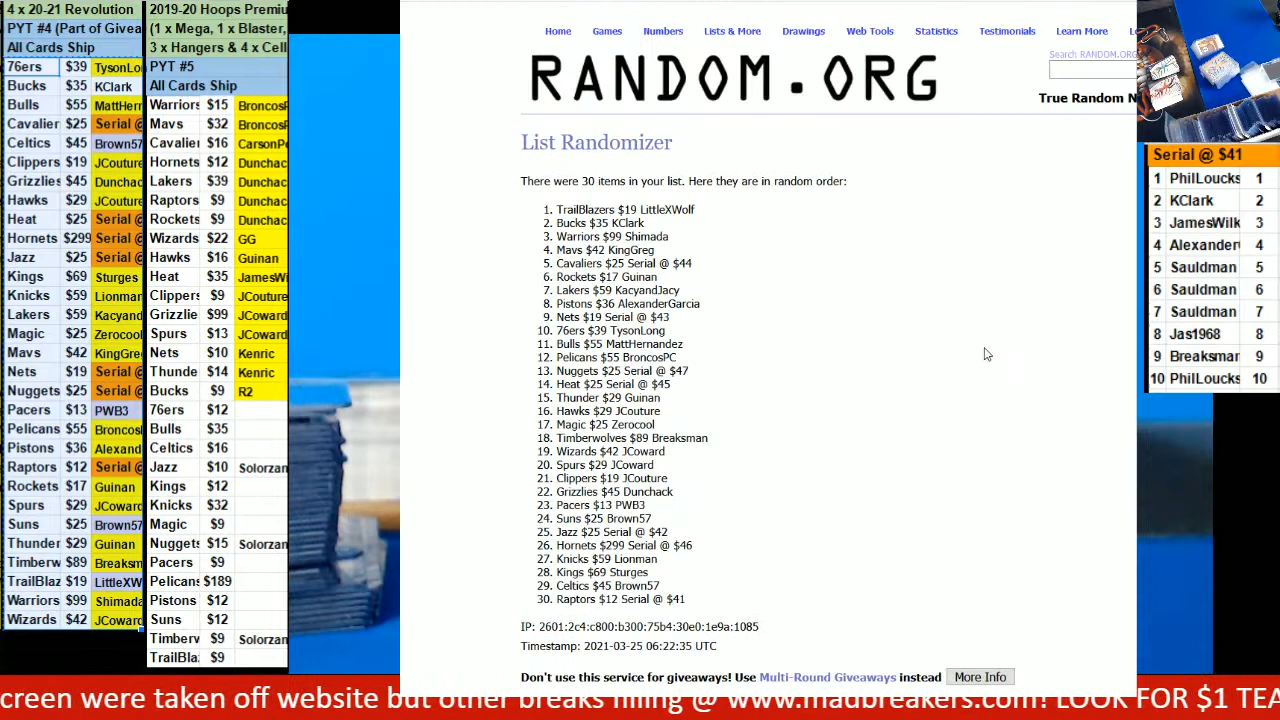 4 x 20-21 Revolution
PYT #4 (Part of Givea
All Cards Ship
76ers $39 TysonLon
Bucks $35 KClark
Bulls $55 MattHern
Cavalier $25 Serial @
Celtics $45 Brown57
Clippers $19 JCouture
Grizzlies $45 Dunchac
Hawks $29 JCouture
Heat $25 Serial @
Hornets $299 Serial @
Jazz $25 Serial @
Kings $69 Sturges
Knicks $59 Lionman
Lakers $59 Kacyand
Magic $25 Zerocool
Mavs $42 KingGre
Nets $19 Serial @
Nuggets $25 Serial @
Pacers $13 PWB3
Pelicans $55 Broncos
Pistons $36 Alexand
Raptors $12 Serial @
Rockets $17 Guinan
Spurs $29 JCowar
Suns $25 Brown57
Thunder $29 Guinan
Timberw $89 Breaksm
TrailBlaz $19 LittleXW
Warriors $99 Shimada
Wizards $42 JCowar
2019-20 Hoops Premiu
(1 x Mega, 1 x Blaster,
3 x Hangers & 4 x Cell
PYT #5
All Cards Ship
Warriors $15 BroncosP
Mavs $32 BroncosP
Cavalier $16 CarsonP
Hornets $12 Dunchac
Lakers $39 Dunchac
Raptors $9 Dunchac
Rockets $9 Dunchac
Wizards $22 GG
Hawks $16 Guinan
Heat $35 JamesWi
Clippers $9 JCouture
Grizzlie $99 JCoward
Spurs $13 JCoward
Nets $10 Kenric
Thunde $14 Kenric
Bucks $9 R2
76ers $12
Bulls $35
Celtics $16
Jazz $10 Solorzan
Kings $12
Knicks $32
Magic $9
Nuggets $15 Solorzan
Pacers $9
Pelicans $189
Pistons $12
Suns $12
Timberv $9 Solorzan
TrailBla $9
Home Games Numbers Lists & More Drawings Web Tools Statistics Testimonials Learn More Lo
Search RANDOM.ORG
RANDOM.ORG
True Random N
List Randomizer
There were 30 items in your list. Here they are in random order:
1. TrailBlazers $19 LittleXWolf
2. Bucks $35 KClark
3. Warriors $99 Shimada
4. Mavs $42 KingGreg
5. Cavaliers $25 Serial @ $44
6. Rockets $17 Guinan
7. Lakers $59 KacyandJacy
8. Pistons $36 AlexanderGarcia
9. Nets $19 Serial @ $43
10. 76ers $39 TysonLong
11. Bulls $55 MattHernandez
12. Pelicans $55 BroncosPC
13. Nuggets $25 Serial @ $47
14. Heat $25 Serial @ $45
15. Thunder $29 Guinan
16. Hawks $29 JCouture
17. Magic $25 Zerocool
18. Timberwolves $89 Breaksman
19. Wizards $42 JCoward
20. Spurs $29 JCoward
21. Clippers $19 JCouture
22. Grizzlies $45 Dunchack
23. Pacers $13 PWB3
24. Suns $25 Brown57
25. Jazz $25 Serial @ $42
26. Hornets $299 Serial @ $46
27. Knicks $59 Lionman
28. Kings $69 Sturges
29. Celtics $45 Brown57
30. Raptors $12 Serial @ $41
IP: 2601:2c4:c800:b300:75b4:30e0:1e9a:1085
Timestamp: 2021-03-25 06:22:35 UTC
Don't use this service for giveaways! Use Multi-Round Giveaways instead More Info
Serial @ $41
1 PhilLoucks 1
2 KClark 2
3 JamesWilk 3
4 Alexander 4
5 Sauldman 5
6 Sauldman 6
7 Sauldman 7
8 Jas1968 8
9 Breaksman 9
10 PhilLoucks 10
creen were taken off website but other breaks filling @ www.madbreakers.com! LOOK FOR $1 TEA